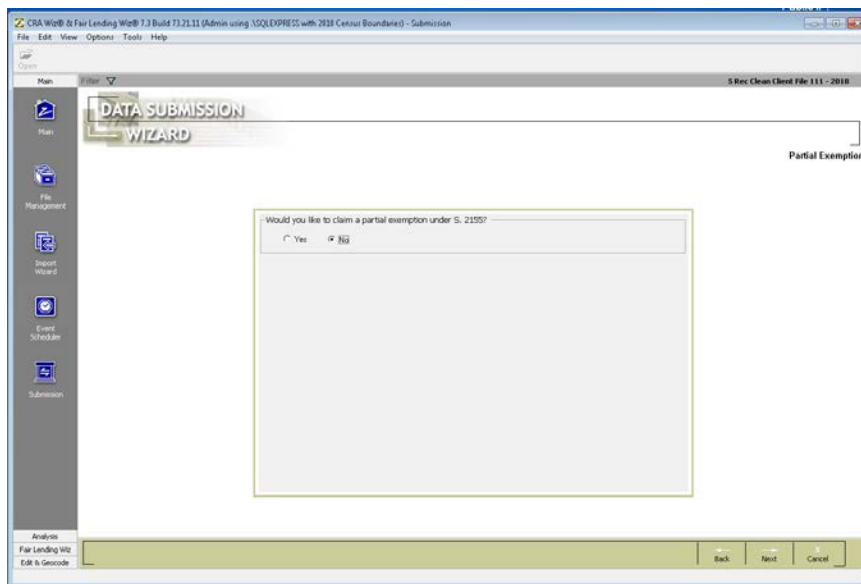 CRA Wiz® & Fair Lending Wiz® 7.3 Build 73.21.11 (Admin using .\SQLEXPRESS with 2018 Census Boundaries) - Submission
File Edit View Options Tools Help
Open
Main
Filter
5 Rec Clean Client File 111 - 2018
DATA SUBMISSION
WIZARD
Main
Partial Exemption
File
Management
Would you like to claim a partial exemption under S. 2155?
Yes No
Import
Wizard
Event
Scheduler
Submission
Analysis
Fair Lending Wiz
Edit & Geocode
Back Next Cancel